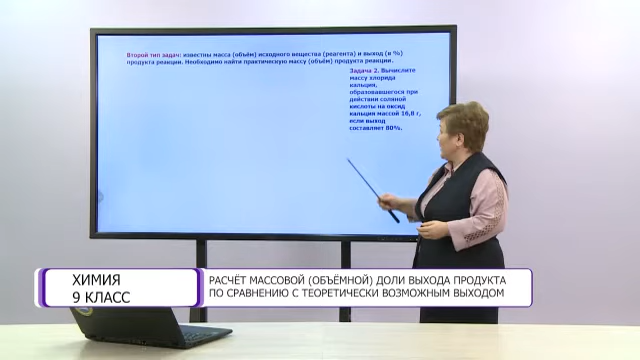 Второй тип задач: известны масса (объём) исходного вещества (реагента) и выход (в %)
продукта реакции. Необходимо найти практическую массу (объём) продукта реакции.
Задача 2. Вычислите
массу хлорида
кальция,
образовавшегося при
действии соляной
кислоты на оксид
кальция массой 16,8 г,
если выход
составляет 80%.
ХИМИЯ
9 КЛАСС
РАСЧЁТ МАССОВОЙ (ОБЪЁМНОЙ) ДОЛИ ВЫХОДА ПРОДУКТА
ПО СРАВНЕНИЮ С ТЕОРЕТИЧЕСКИ ВОЗМОЖНЫМ ВЫХОДОМ